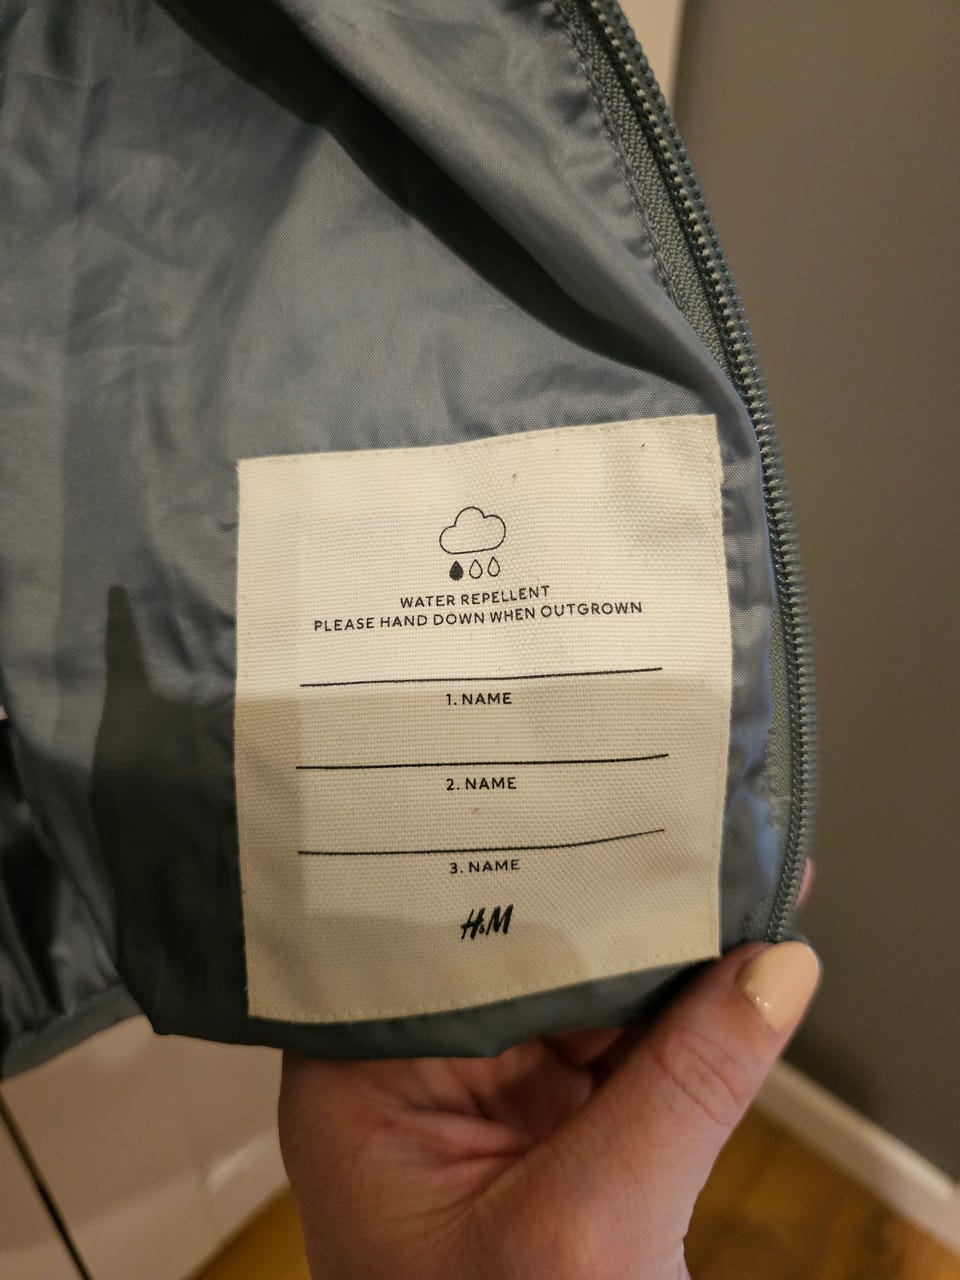 WATER REPELLENT
PLEASE HAND DOWN WHEN OUTGROWN
1. NAME
2. NAME
3. NAME
H&M